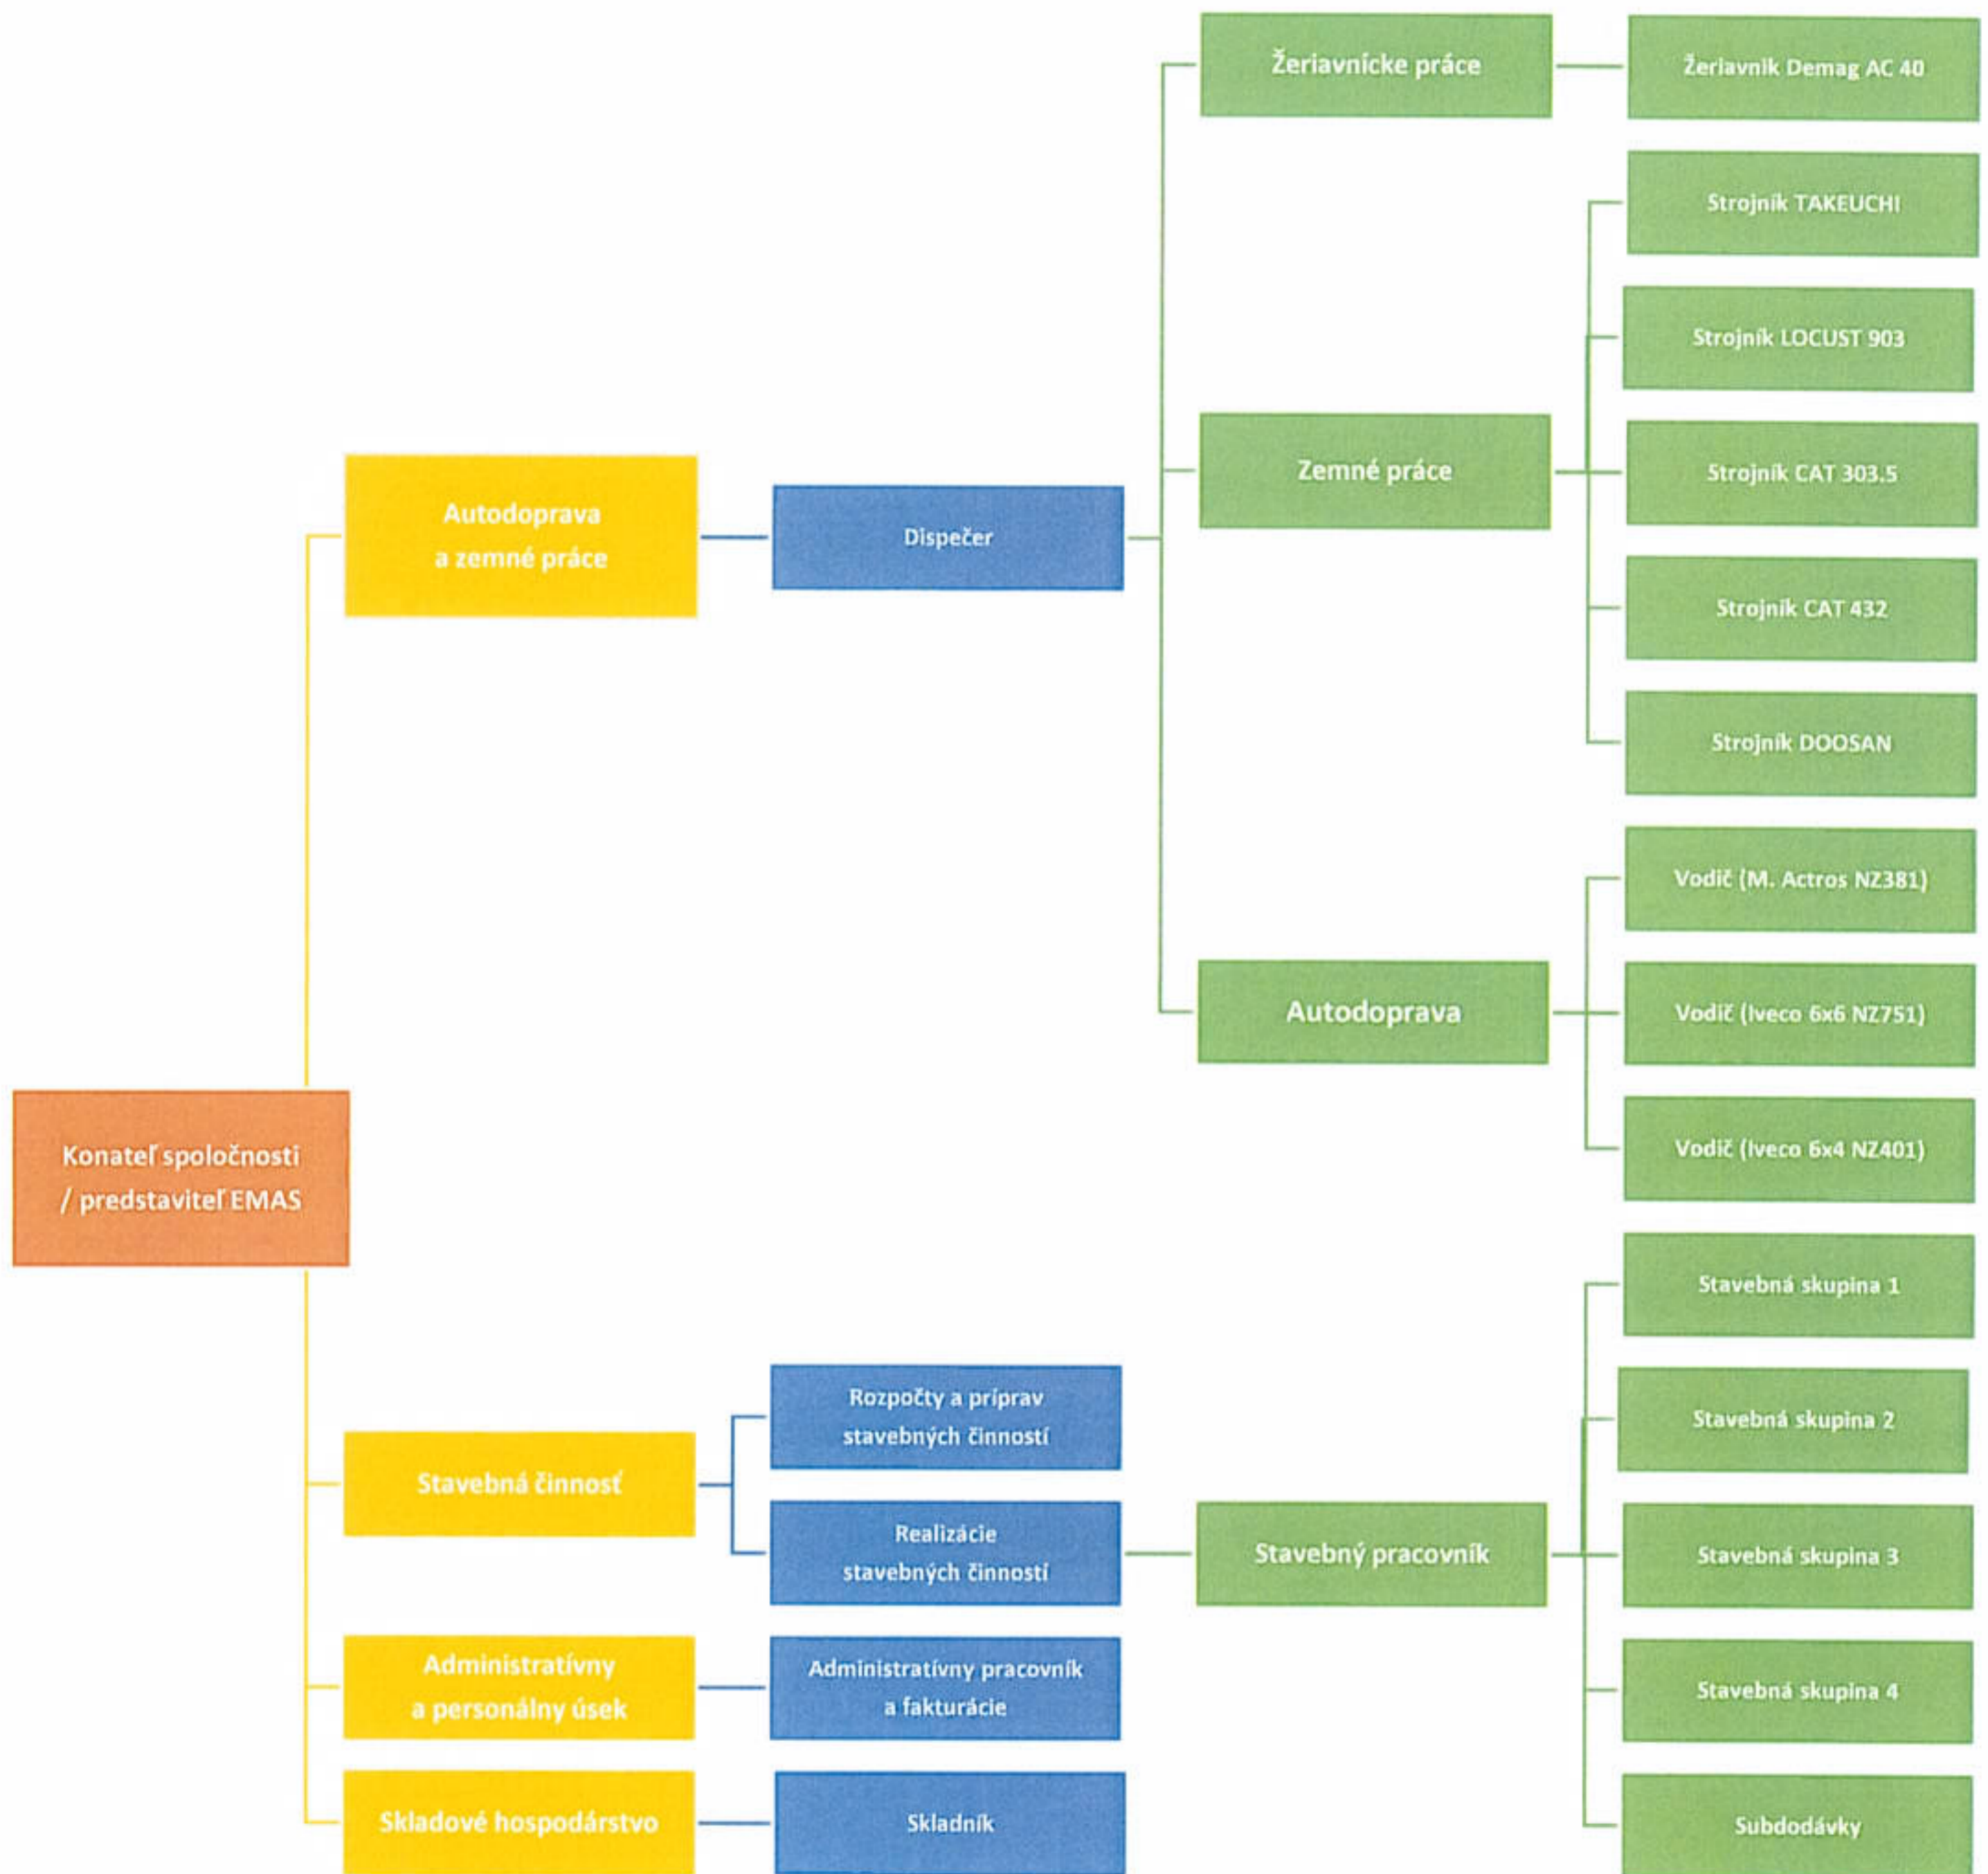 Žeriavnícke práce
Žeriavnik Demag AC 40
Strojník TAKEUCHI
Strojník LOCUST 903
Zemné práce
Strojník CAT 303.5
Autodoprava
a zemné práce
Dispečer
Strojník CAT 432
Strojník DOOSAN
Vodič (M. Actros NZ381)
Autodoprava
Vodič (Iveco 6x6 NZ751)
Vodič (Iveco 6x4 NZ401)
Konateľ spoločnosti
/ predstaviteľ EMAS
Stavebná skupina 1
Rozpočty a príprav
stavebných činností
Stavebná skupina 2
Stavebná činnosť
Realizácie
stavebných činností
Stavebný pracovník
Stavebná skupina 3
Administratívny
a personálny úsek
Administratívny pracovník
a fakturácie
Stavebná skupina 4
Skladové hospodárstvo
Skladník
Subdodávky